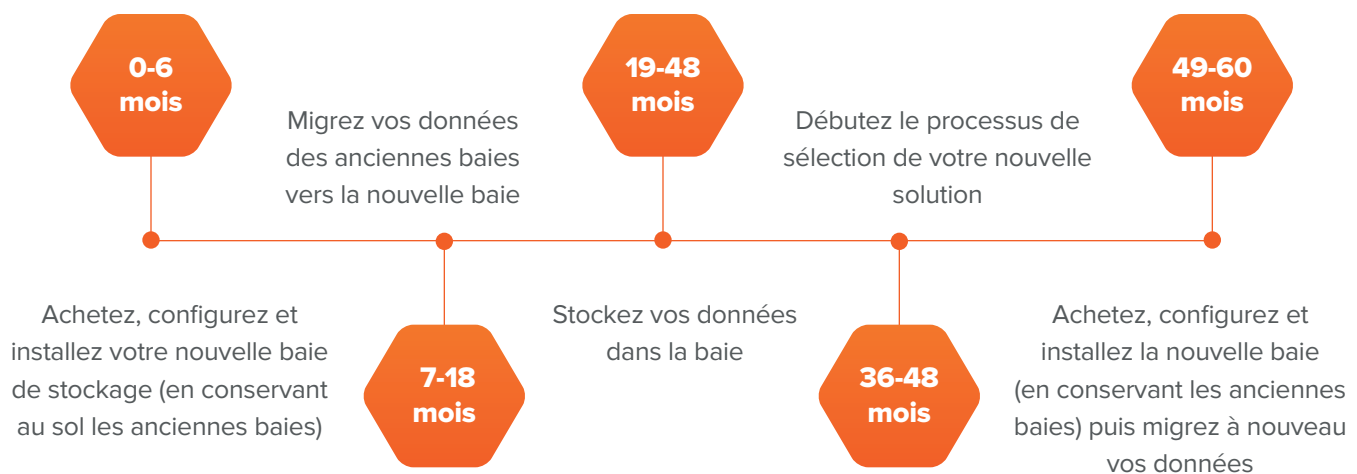 0-6
mois
Achetez, configurez et
installez votre nouvelle baie
de stockage (en conservant
au sol les anciennes baies)
Migrez vos données
des anciennes baies
vers la nouvelle baie
7-18
mois
19-48
mois
Stockez vos données
dans la baie
Débutez le processus de
sélection de votre nouvelle
solution
36-48
mois
49-60
mois
Achetez, configurez et
installez la nouvelle baie
(en conservant les anciennes
baies) puis migrez à nouveau
vos données